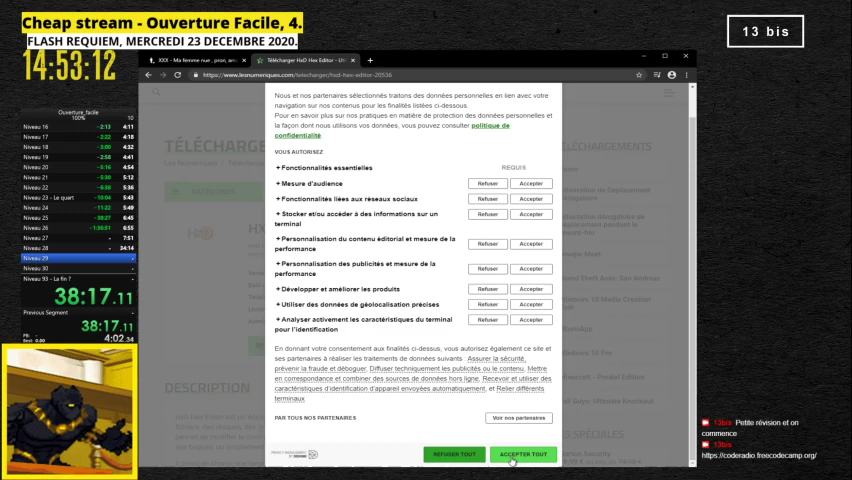 Cheap stream - Ouverture Facile, 4.
FLASH REQUIEM, MERCREDI 23 DECEMBRE 2020.
14:53:12
13 bis
XXX - Ma femme nue , pron, am
Télécharger HxD Hex Editor - Util
https://www.lesnumeriques.com/telecharger/hxd-hex-editor-20536
Ouverture_facile
100% 10
Niveau 16 -2:13 4:11
Niveau 17 -2:22 4:18
Niveau 18 -3:00 4:32
Niveau 19 -2:58 4:41
Niveau 20 -5:16 4:54
Niveau 21 -5:30 5:12
Niveau 22 -6:38 5:36
Niveau 23 - Le quart -10:04 5:43
Niveau 24 -11:22 5:49
Niveau 25 -38:27 6:45
Niveau 26 -1:30:51 6:55
Niveau 27 - 7:51
Niveau 28 - 34:14
Niveau 29 -
Niveau 30 -
Niveau 93 - La fin ? -
38:17.11
Previous Segment -
38:17.11
PB: -
Best: 0.00
4:02.34
Nous et nos partenaires sélectionnés traitons des données personnelles en lien avec votre
navigation sur nos contenus pour les finalités listées ci-dessous.
Pour en savoir plus sur nos pratiques en matière de protection des données personnelles et
la façon dont nous utilisons vos données, vous pouvez consulter politique de
confidentialité.
VOUS AUTORISEZ
+ Fonctionnalités essentielles REQUIS
+ Mesure d'audience Refuser Accepter
+ Fonctionnalités liées aux réseaux sociaux Refuser Accepter
+ Stocker et/ou accéder à des informations sur un
terminal Refuser Accepter
+ Personnalisation du contenu éditorial et mesure de la
performance Refuser Accepter
+ Personnalisation des publicités et mesure de la
performance Refuser Accepter
+ Développer et améliorer les produits Refuser Accepter
+ Utiliser des données de géolocalisation précises Refuser Accepter
+ Analyser activement les caractéristiques du terminal
pour l'identification Refuser Accepter
En donnant votre consentement aux finalités ci-dessus, vous autorisez également ce site et
ses partenaires à réaliser les traitements de données suivants : Assurer la sécurité,
prévenir la fraude et déboguer, Diffuser techniquement les publicités ou le contenu, Mettre
en correspondance et combiner des sources de données hors ligne, Recevoir et utiliser des
caractéristiques d'identification d'appareil envoyées automatiquement, et Relier différents
terminaux
PAR TOUS NOS PARTENAIRES Voir nos partenaires
REFUSER TOUT ACCEPTER TOUT
DESCRIPTION
13bis Petite révision et on
commence
13bis
https://coderadio.freecodecamp.org/